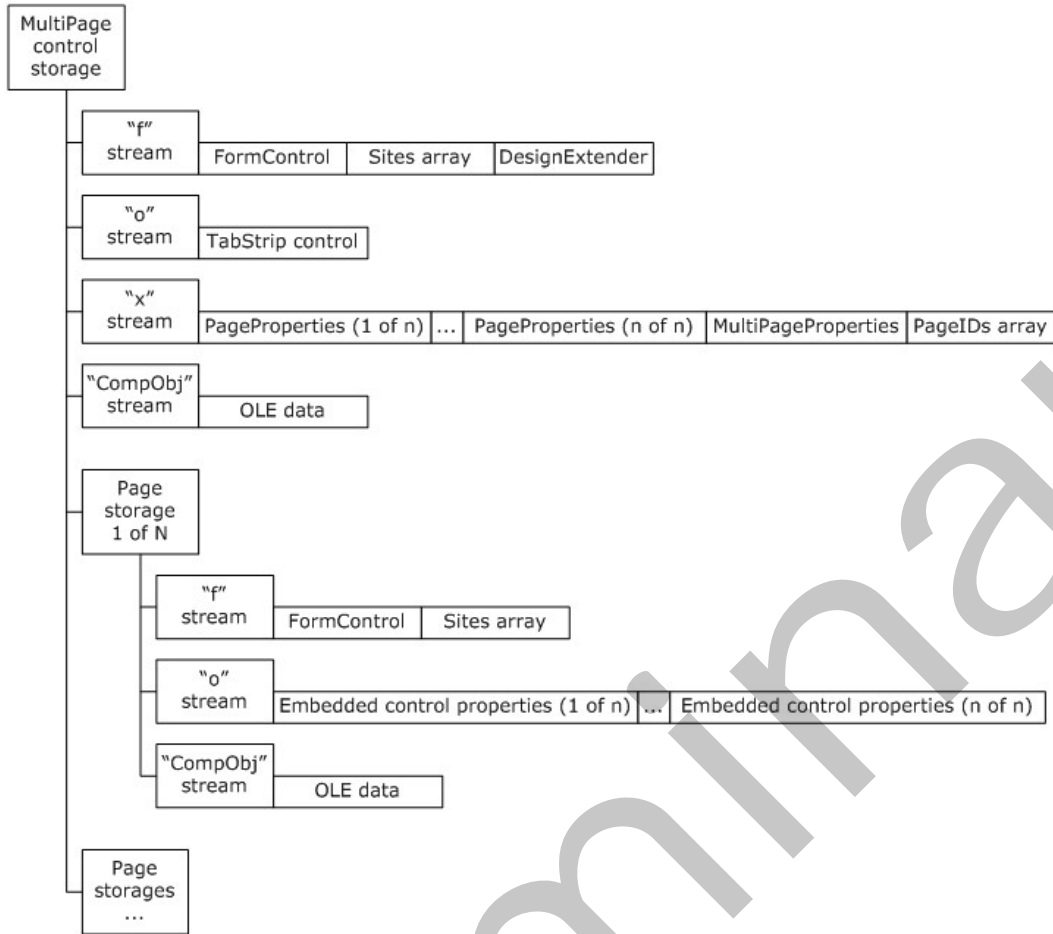 MultiPage
control
storage
“f”
stream
FormControl
Sites array
DesignExtender
“o”
stream
TabStrip control
“x”
stream
PageProperties (1 of n)
...
PageProperties (n of n)
MultiPageProperties
PageIDs array
“CompObj”
stream
OLE data
Page
storage
1 of N
“f”
stream
FormControl
Sites array
“o”
stream
Embedded control properties (1 of n)
...
Embedded control properties (n of n)
“CompObj”
stream
OLE data
Page
storages
...
mina